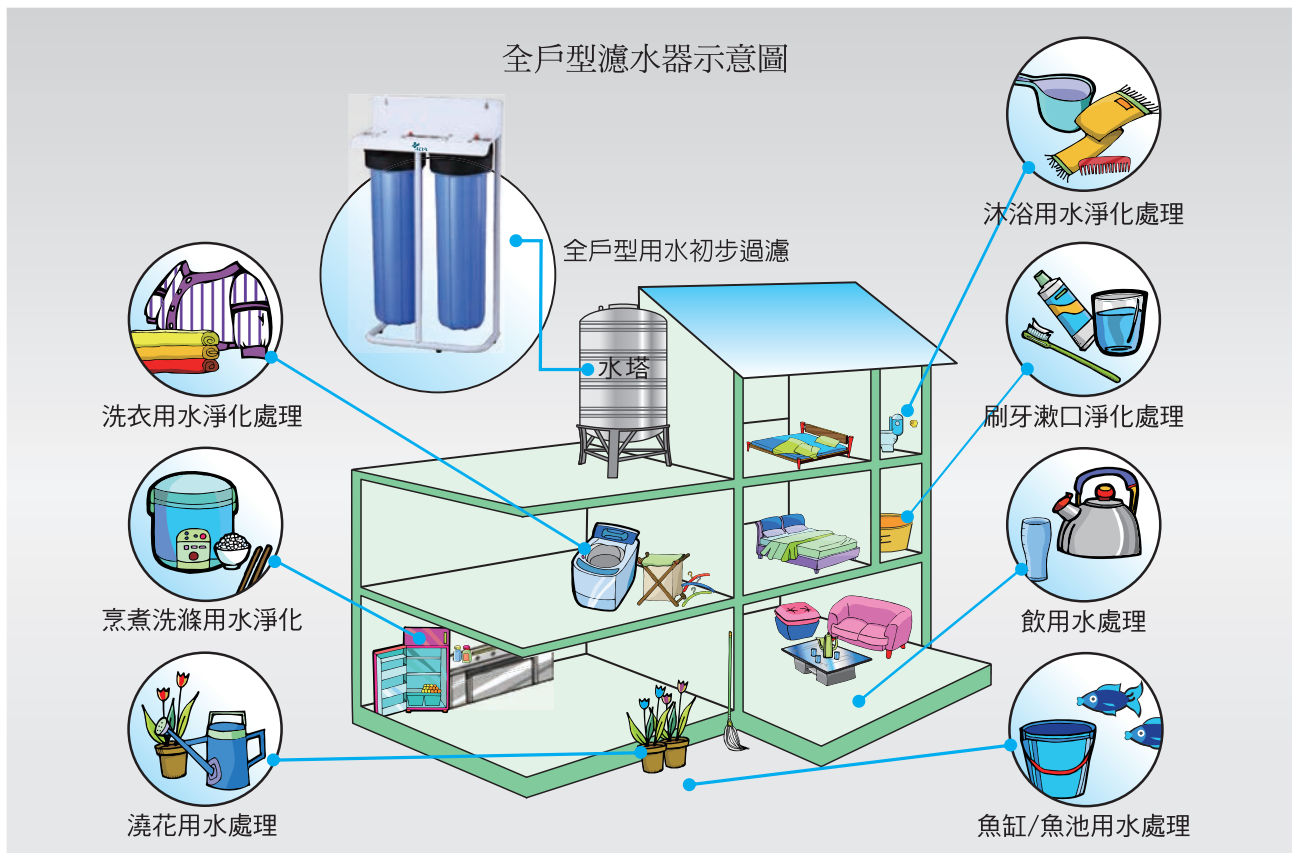 全戶型濾水器示意圖
全戶型用水初步過濾
水塔
洗衣用水淨化處理
烹煮洗滌用水淨化
澆花用水處理
沐浴用水淨化處理
刷牙漱口淨化處理
飲用水處理
魚缸/魚池用水處理